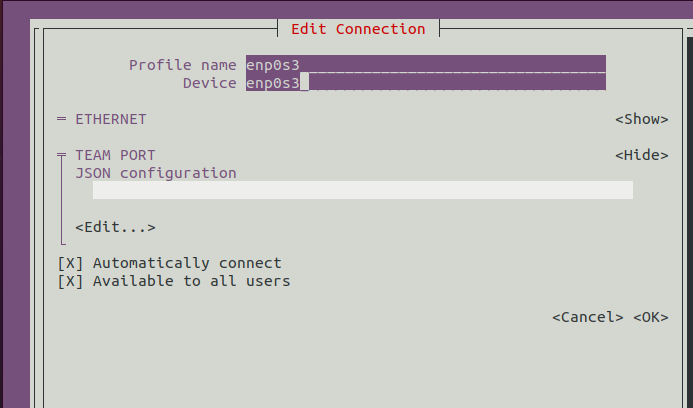 Edit Connection
Profile name enp0s3
Device enp0s3
ETHERNET <Show>
TEAM PORT <Hide>
JSON configuration
<Edit...>
[X] Automatically connect
[X] Available to all users
<Cancel> <OK>